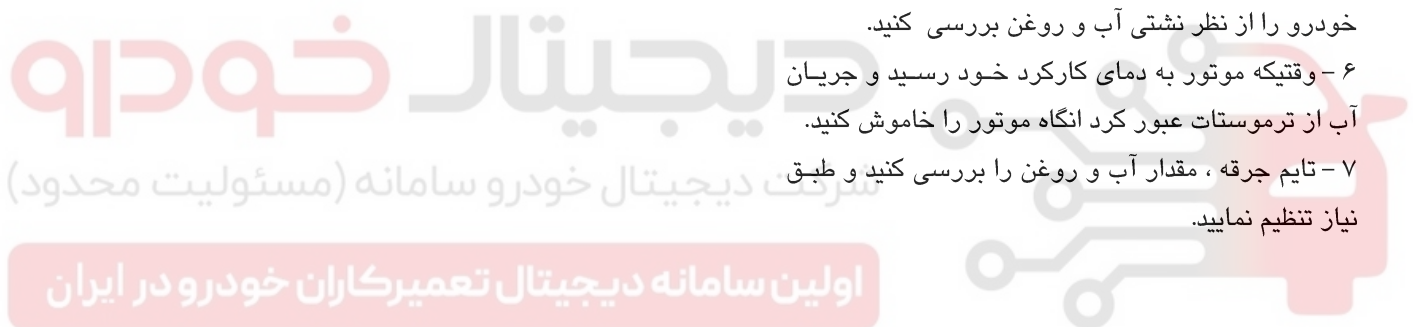 خودرو را از نظر نشتی آب و روغن بررسی کنید.
۶ – وقتیکه موتور به دمای کارکرد خود رسید و جریان
آب از ترموستات عبور کرد انگاه موتور را خاموش کنید.
۷ – تایم جرقه ، مقدار آب و روغن را بررسی کنید و طبق
نیاز تنظیم نمایید.
دیجیتال خودرو
شرکت دیجیتال خودرو سامانه (مسئولیت محدود)
اولین سامانه دیجیتال تعمیرکاران خودرو در ایران